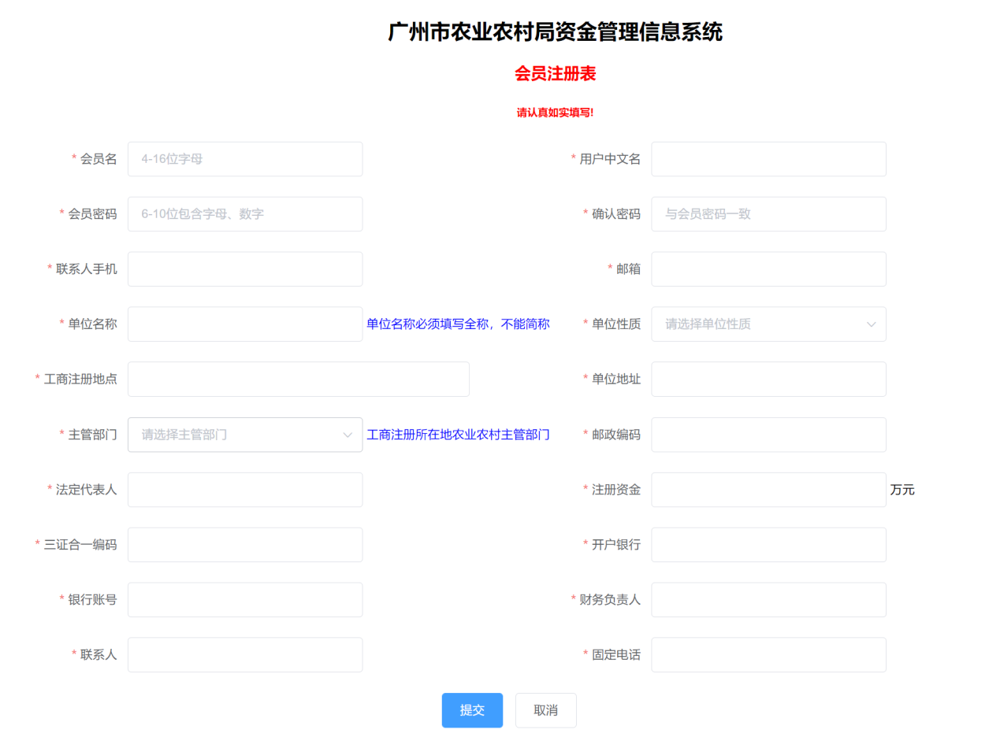 广州市农业农村局资金管理信息系统
会员注册表
请认真如实填写!
* 会员名 4-16位字母 * 用户中文名
* 会员密码 6-10位包含字母、数字 * 确认密码 与会员密码一致
* 联系人手机 * 邮箱
* 单位名称 单位名称必须填写全称，不能简称 * 单位性质 请选择单位性质
* 工商注册地点 * 单位地址
* 主管部门 请选择主管部门 工商注册所在地农业农村主管部门 * 邮政编码
* 法定代表人 * 注册资金 万元
* 三证合一编码 * 开户银行
* 银行账号 * 财务负责人
* 联系人 * 固定电话
提交 取消